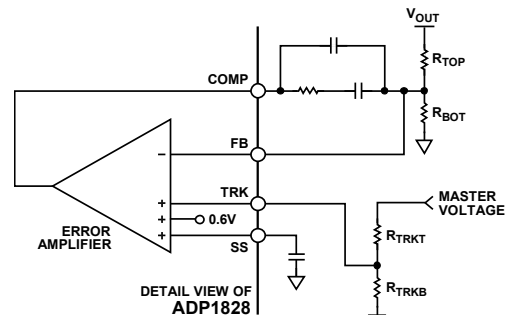 VOUT
COMP
RTOP
RBOT
FB
TRK
MASTER
VOLTAGE
0.6V
ERROR
AMPLIFIER
SS
RTRKT
RTRKB
DETAIL VIEW OF
ADP1828